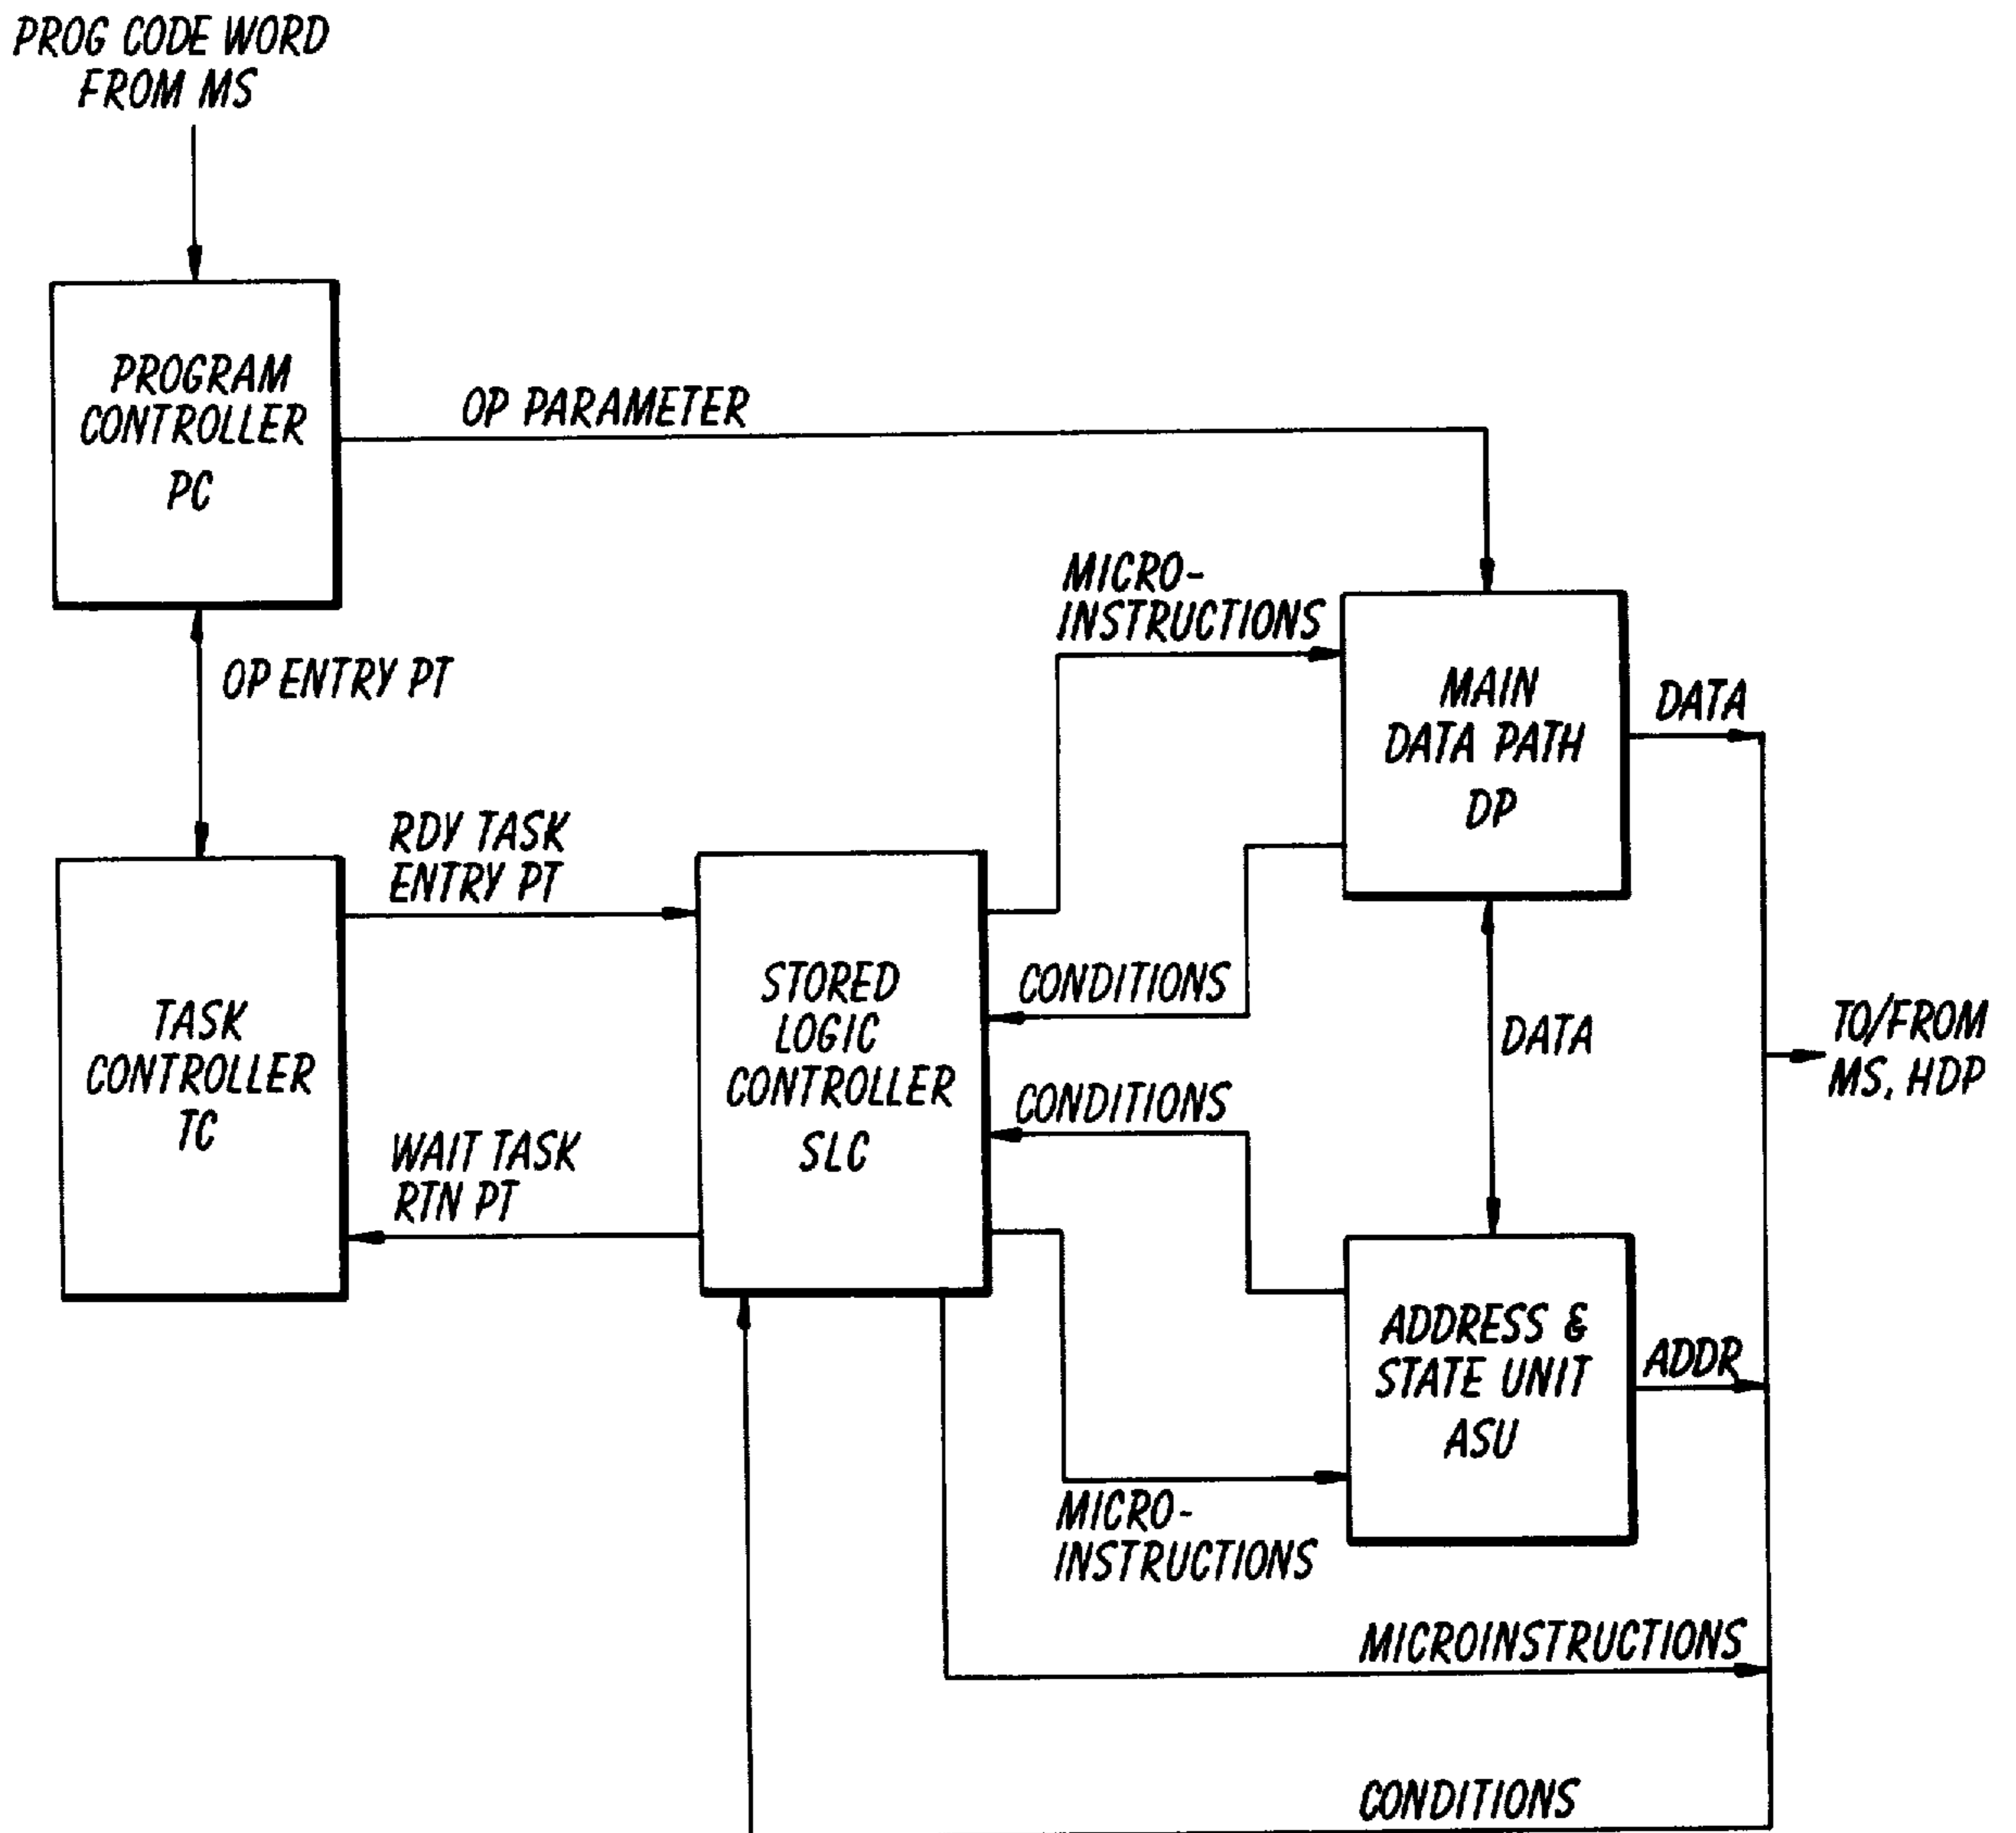 PROG CODE WORD
FROM MS
PROGRAM
CONTROLLER
PC
OP PARAMETER
MICRO-
INSTRUCTIONS
OP ENTRY PT
MAIN
DATA PATH
DP
DATA
RDY TASK
ENTRY PT
STORED
LOGIC
CONTROLLER
SLC
CONDITIONS
TASK
CONTROLLER
TC
DATA
TO/FROM
MS, HDP
CONDITIONS
WAIT TASK
RTN PT
ADDRESS &
STATE UNIT
ASU
ADDR
MICRO-
INSTRUCTIONS
MICROINSTRUCTIONS
CONDITIONS